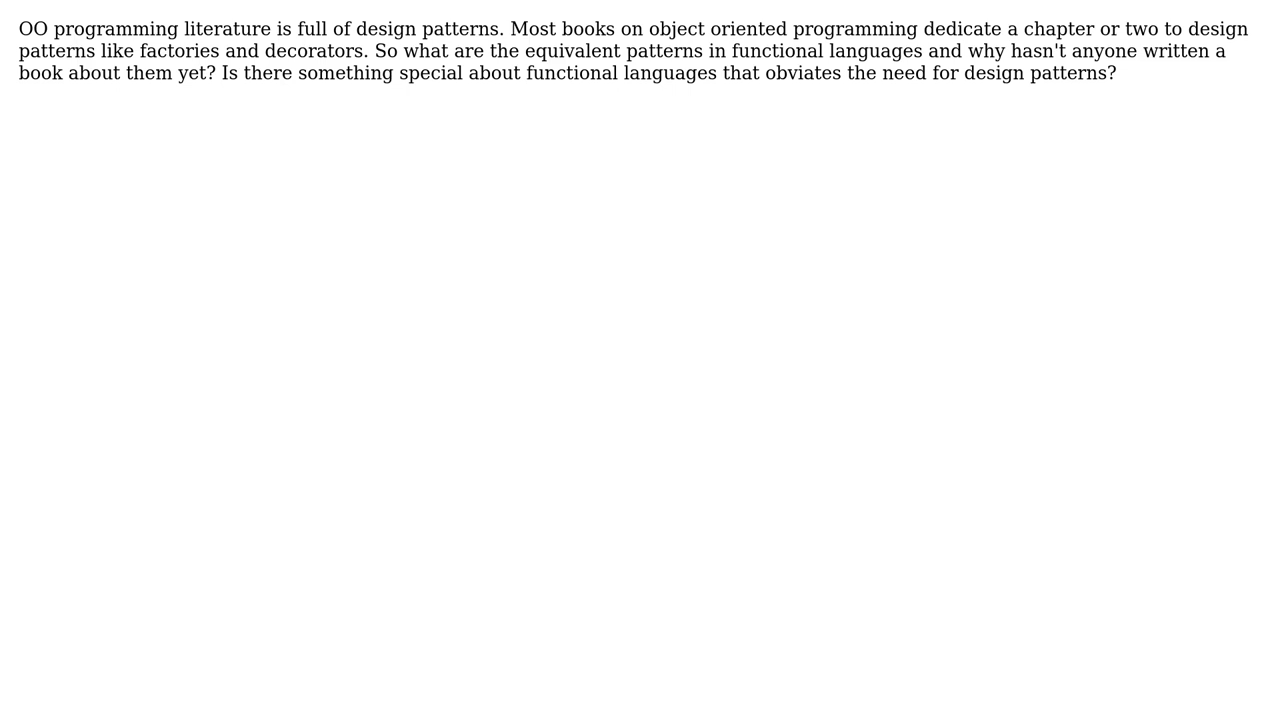 OO programming literature is full of design patterns. Most books on object oriented programming dedicate a chapter or two to design
patterns like factories and decorators. So what are the equivalent patterns in functional languages and why hasn't anyone written a
book about them yet? Is there something special about functional languages that obviates the need for design patterns?